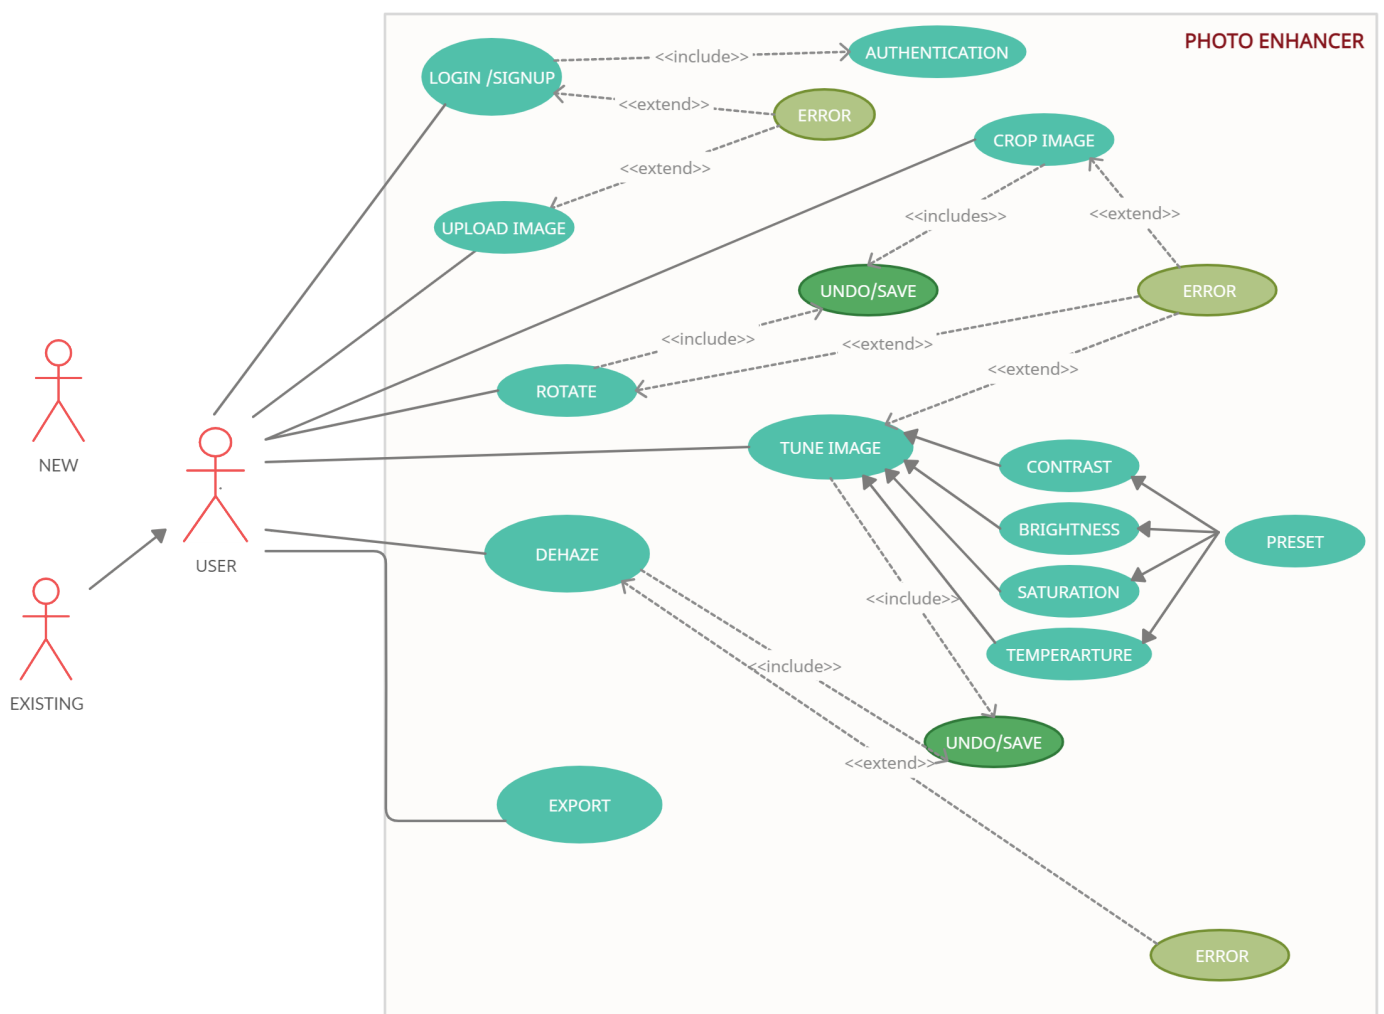 PHOTO ENHANCER
LOGIN /SIGNUP
<<include>>
AUTHENTICATION
<<extend>>
ERROR
CROP IMAGE
<<extend>>
UPLOAD IMAGE
<<includes>>
<<extend>>
UNDO/SAVE
ERROR
<<include>>
<<extend>>
<<extend>>
ROTATE
NEW
TUNE IMAGE
CONTRAST
BRIGHTNESS
PRESET
USER
DEHAZE
SATURATION
<<include>>
TEMPERARTURE
<<include>>
EXISTING
UNDO/SAVE
<<extend>>
EXPORT
ERROR